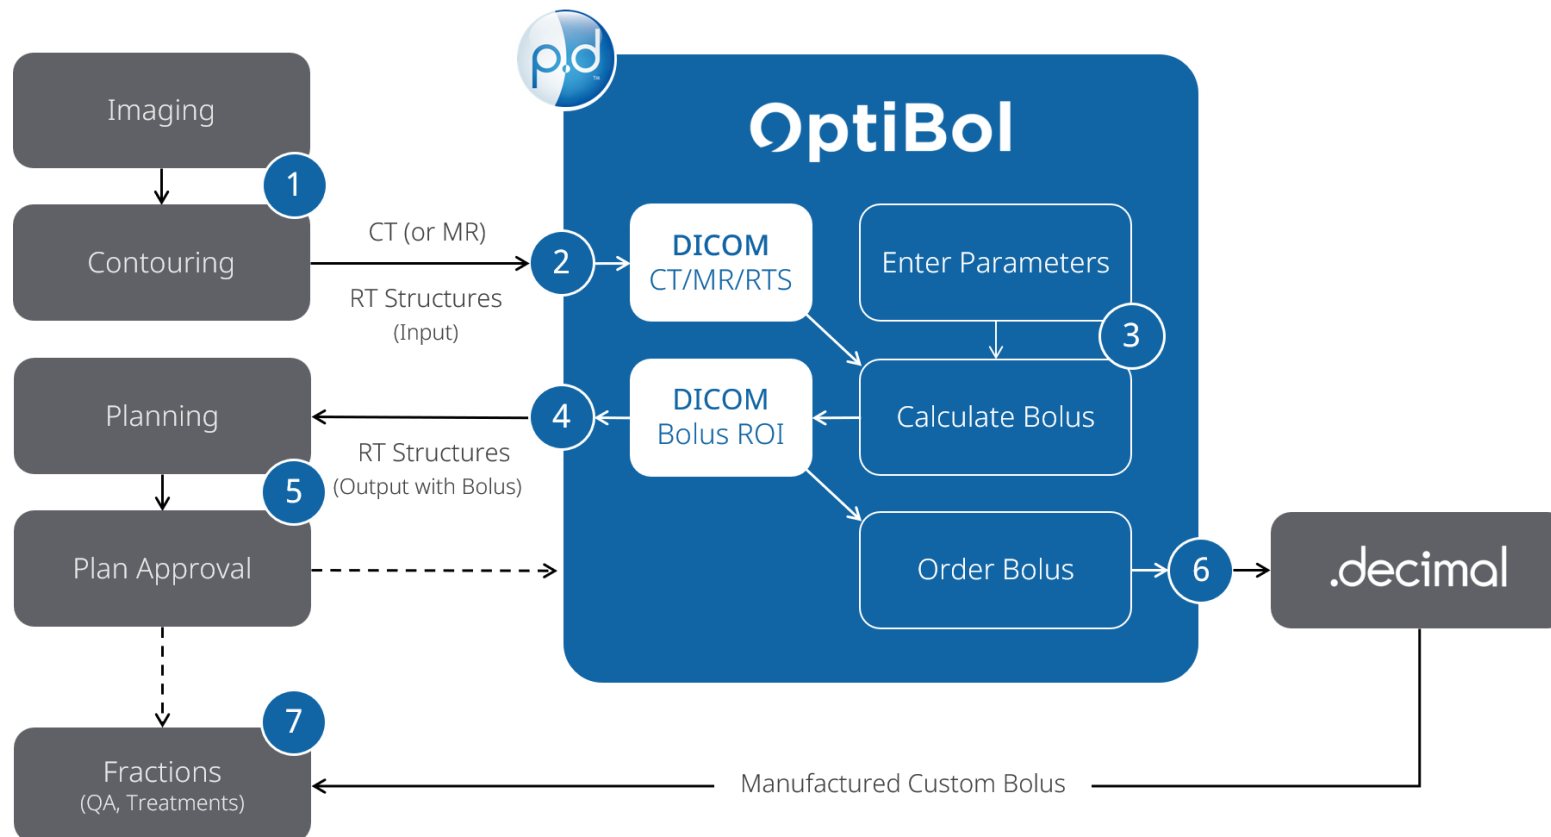 p.d
™
OptiBol
Imaging
1
Contouring
CT (or MR)
RT Structures
(Input)
2
DICOM
CT/MR/RTS
Enter Parameters
3
Planning
RT Structures
(Output with Bolus)
4
DICOM
Bolus ROI
Calculate Bolus
5
Plan Approval
Order Bolus
6
.decimal
7
Fractions
(QA, Treatments)
Manufactured Custom Bolus